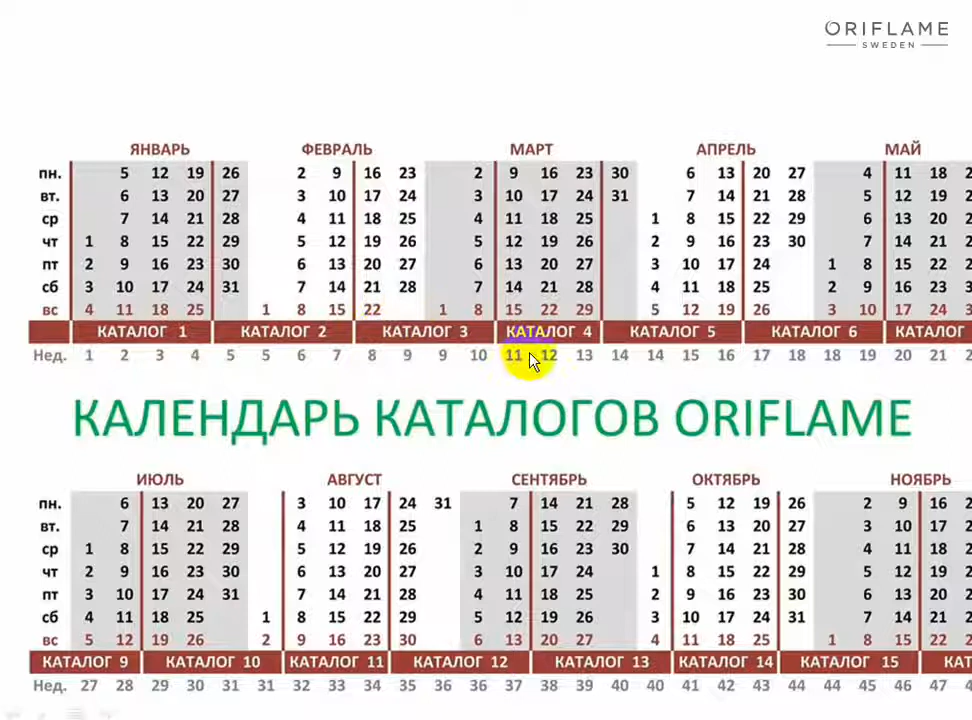 ORIFLAME
SWEDEN
ЯНВАРЬ ФЕВРАЛЬ МАРТ АПРЕЛЬ МАЙ
пн. 5 12 19 26 2 9 16 23 2 9 16 23 30 6 13 20 27 4 11 18
вт. 6 13 20 27 3 10 17 24 3 10 17 24 31 7 14 21 28 5 12 19
ср 7 14 21 28 4 11 18 25 4 11 18 25 1 8 15 22 29 6 13 20
чт 1 8 15 22 29 5 12 19 26 5 12 19 26 2 9 16 23 30 7 14 21
пт 2 9 16 23 30 6 13 20 27 6 13 20 27 3 10 17 24 1 8 15 22
сб 3 10 17 24 31 7 14 21 28 7 14 21 28 4 11 18 25 2 9 16 23
вс 4 11 18 25 1 8 15 22 1 8 15 22 29 5 12 19 26 3 10 17 24
КАТАЛОГ 1 КАТАЛОГ 2 КАТАЛОГ 3 КАТАЛОГ 4 КАТАЛОГ 5 КАТАЛОГ 6 КАТАЛОГ
Нед. 1 2 3 4 5 5 6 7 8 9 9 10 11 12 13 14 14 15 16 17 18 18 19 20 21
КАЛЕНДАРЬ КАТАЛОГОВ ORIFLAME
ИЮЛЬ АВГУСТ СЕНТЯБРЬ ОКТЯБРЬ НОЯБРЬ
пн. 6 13 20 27 3 10 17 24 31 7 14 21 28 5 12 19 26 2 9 16
вт. 7 14 21 28 4 11 18 25 1 8 15 22 29 6 13 20 27 3 10 17
ср 1 8 15 22 29 5 12 19 26 2 9 16 23 30 7 14 21 28 4 11 18
чт 2 9 16 23 30 6 13 20 27 3 10 17 24 1 8 15 22 29 5 12 19
пт 3 10 17 24 31 7 14 21 28 4 11 18 25 2 9 16 23 30 6 13 20
сб 4 11 18 25 1 8 15 22 29 5 12 19 26 3 10 17 24 31 7 14 21
вс 5 12 19 26 2 9 16 23 30 6 13 20 27 4 11 18 25 1 8 15 22
КАТАЛОГ 9 КАТАЛОГ 10 КАТАЛОГ 11 КАТАЛОГ 12 КАТАЛОГ 13 КАТАЛОГ 14 КАТАЛОГ 15 КАТ
Нед. 27 28 29 30 31 31 32 33 34 35 36 36 37 38 39 40 40 41 42 43 44 44 45 46 47